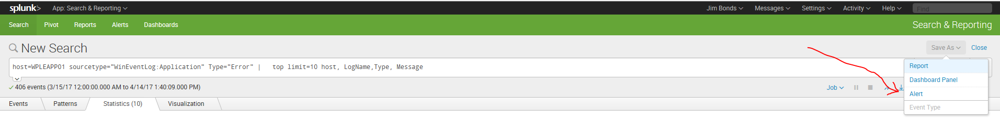 splunk> App: Search & Reporting Jim Bonds Messages Settings Activity Help Find
Search Pivot Reports Alerts Dashboards Search & Reporting
New Search Save As Close
host=WPLEAPP01 sourcetype="WinEventLog:Application" Type="Error" | top limit=10 host, LogName,Type, Message
Report
Dashboard Panel
406 events (3/15/17 12:00:00.000 AM to 4/14/17 1:40:09.000 PM) Job
Alert
Events Patterns Statistics (10) Visualization
Event Type